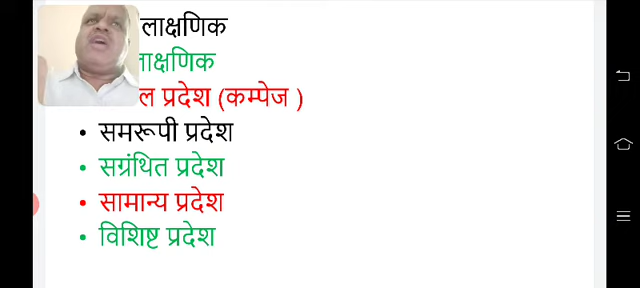 लाक्षणिक
लाक्षणिक
प्रदेश (कम्पेज )
• समरूपी प्रदेश
• सग्रंथित प्रदेश
• सामान्य प्रदेश
• विशिष्ट प्रदेश